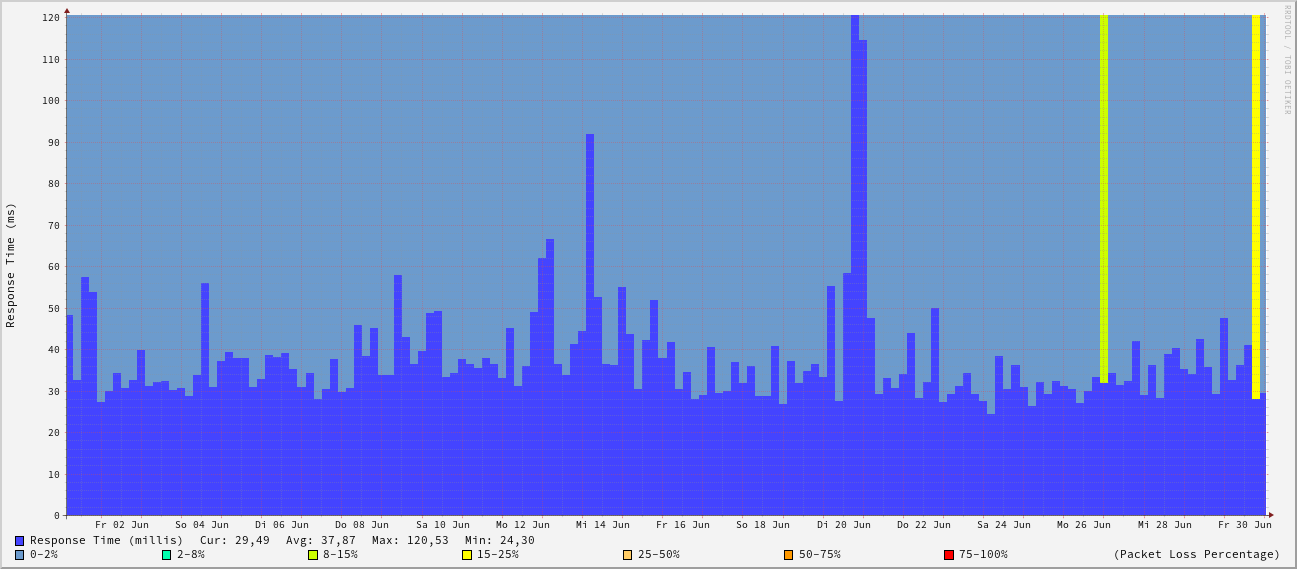 RRDTOOL / TOBI OETIKER
Response Time (ms)
120
110
100
90
80
70
60
50
40
30
20
10
0
Fr 02 Jun So 04 Jun Di 06 Jun Do 08 Jun Sa 10 Jun Mo 12 Jun Mi 14 Jun Fr 16 Jun So 18 Jun Di 20 Jun Do 22 Jun Sa 24 Jun Mo 26 Jun Mi 28 Jun Fr 30 Jun
Response Time (millis) Cur: 29,49 Avg: 37,87 Max: 120,53 Min: 24,30
0-2% 2-8% 8-15% 15-25% 25-50% 50-75% 75-100% (Packet Loss Percentage)